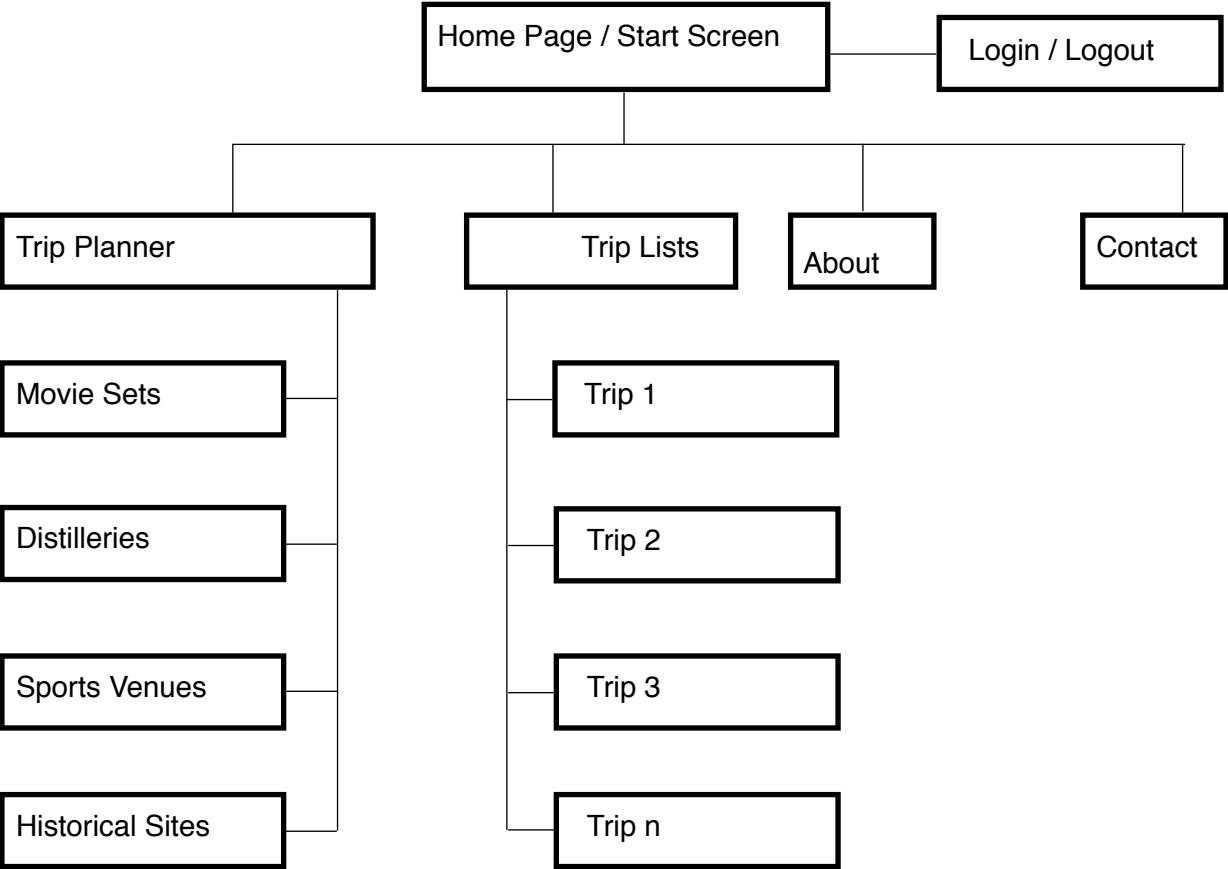 Home Page / Start Screen
Login / Logout
Trip Planner
Trip Lists
About
Contact
Movie Sets
Trip 1
Distilleries
Trip 2
Sports Venues
Trip 3
Historical Sites
Trip n